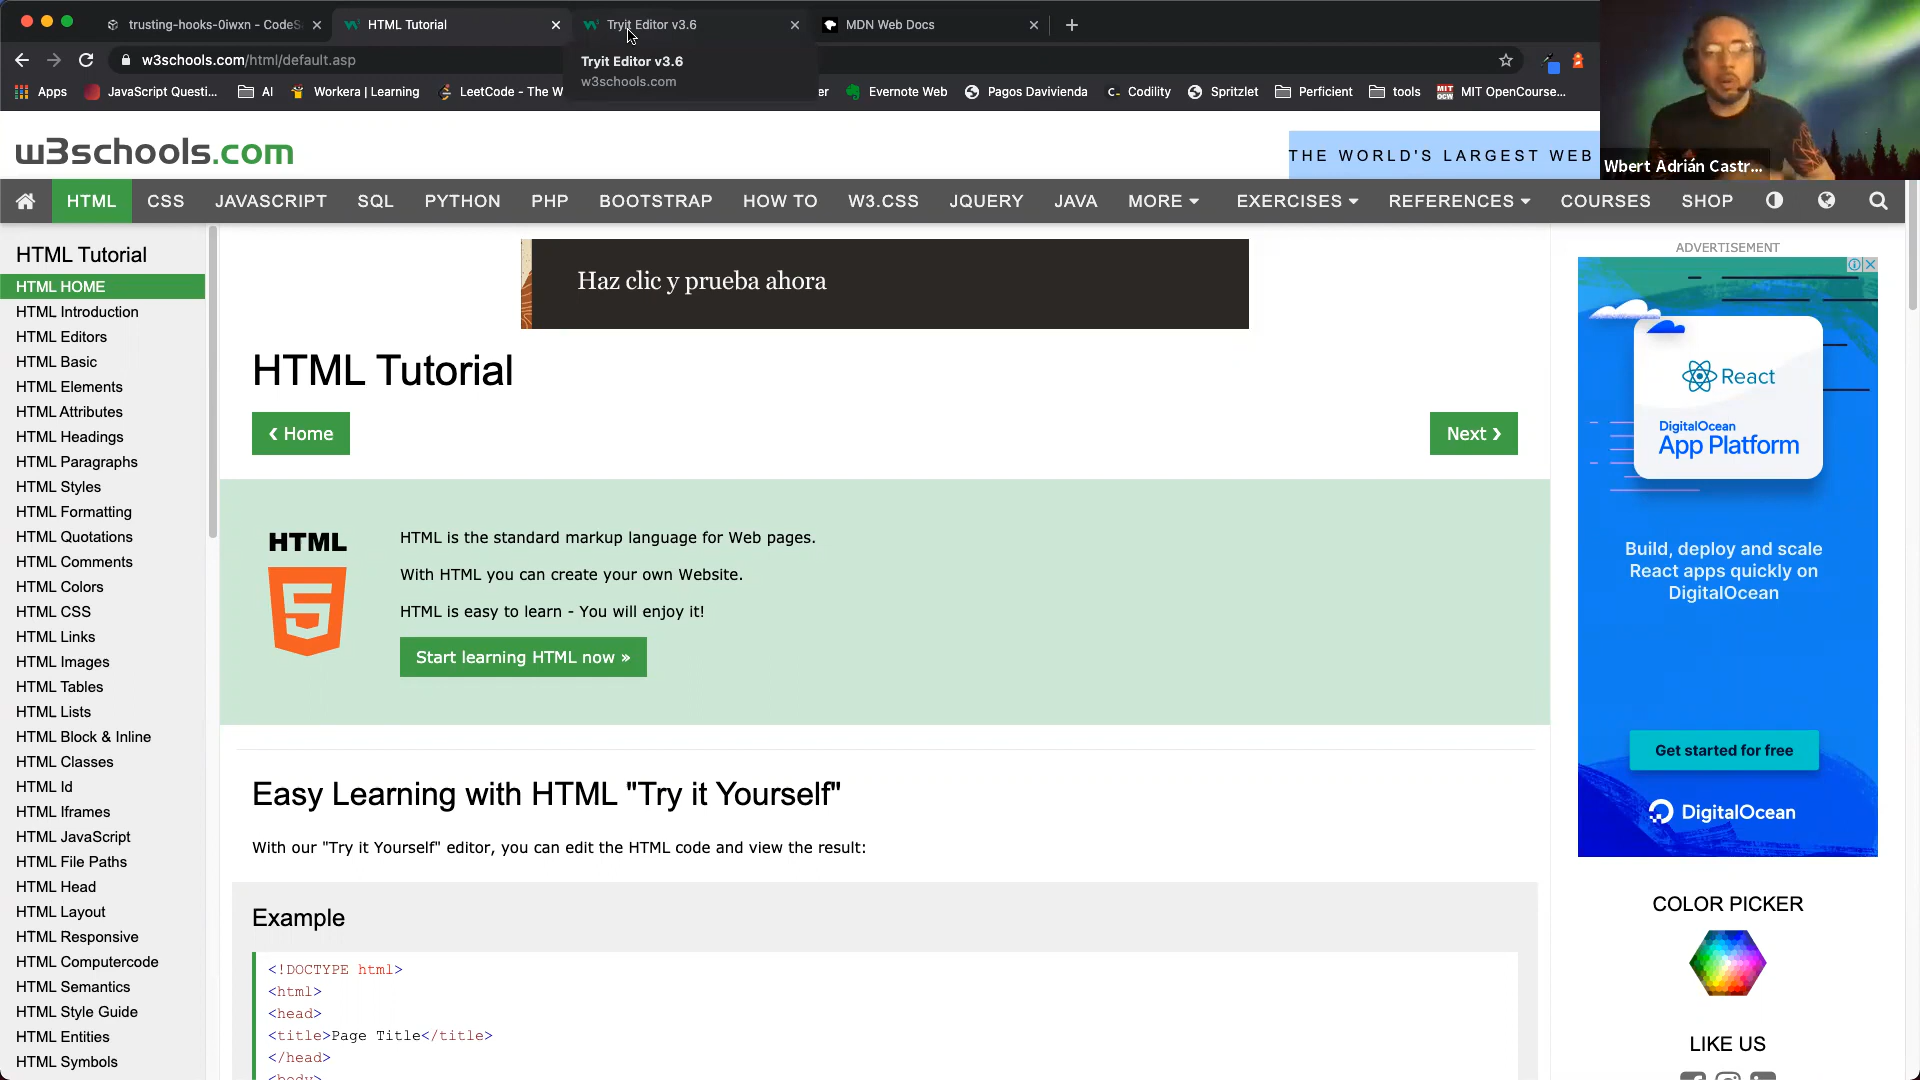 trusting-hooks-0iwxn - CodeS
HTML Tutorial
Tryit Editor v3.6
MDN Web Docs
w3schools.com/html/default.asp
Tryit Editor v3.6
w3schools.com
Apps
JavaScript Questi...
AI
Workera | Learning
LeetCode - The W
er
Evernote Web
Pagos Davivienda
Codility
Spritzlet
Perficient
tools
MIT OpenCourse...
w3schools.com
THE WORLD'S LARGEST WEB
Wbert Adrián Castr...
HTML
CSS
JAVASCRIPT
SQL
PYTHON
PHP
BOOTSTRAP
HOW TO
W3.CSS
JQUERY
JAVA
MORE
EXERCISES
REFERENCES
COURSES
SHOP
HTML Tutorial
HTML HOME
HTML Introduction
HTML Editors
HTML Basic
HTML Elements
HTML Attributes
HTML Headings
HTML Paragraphs
HTML Styles
HTML Formatting
HTML Quotations
HTML Comments
HTML Colors
HTML CSS
HTML Links
HTML Images
HTML Tables
HTML Lists
HTML Block & Inline
HTML Classes
HTML Id
HTML Iframes
HTML JavaScript
HTML File Paths
HTML Head
HTML Layout
HTML Responsive
HTML Computercode
HTML Semantics
HTML Style Guide
HTML Entities
HTML Symbols
Haz clic y prueba ahora
HTML Tutorial
❮ Home
Next ❯
HTML
5
HTML is the standard markup language for Web pages.
With HTML you can create your own Website.
HTML is easy to learn - You will enjoy it!
Start learning HTML now »
Easy Learning with HTML "Try it Yourself"
With our "Try it Yourself" editor, you can edit the HTML code and view the result:
Example
<!DOCTYPE html>
<html>
<head>
<title>Page Title</title>
</head>
<body>
ADVERTISEMENT
React
DigitalOcean
App Platform
Build, deploy and scale
React apps quickly on
DigitalOcean
Get started for free
DigitalOcean
COLOR PICKER
LIKE US